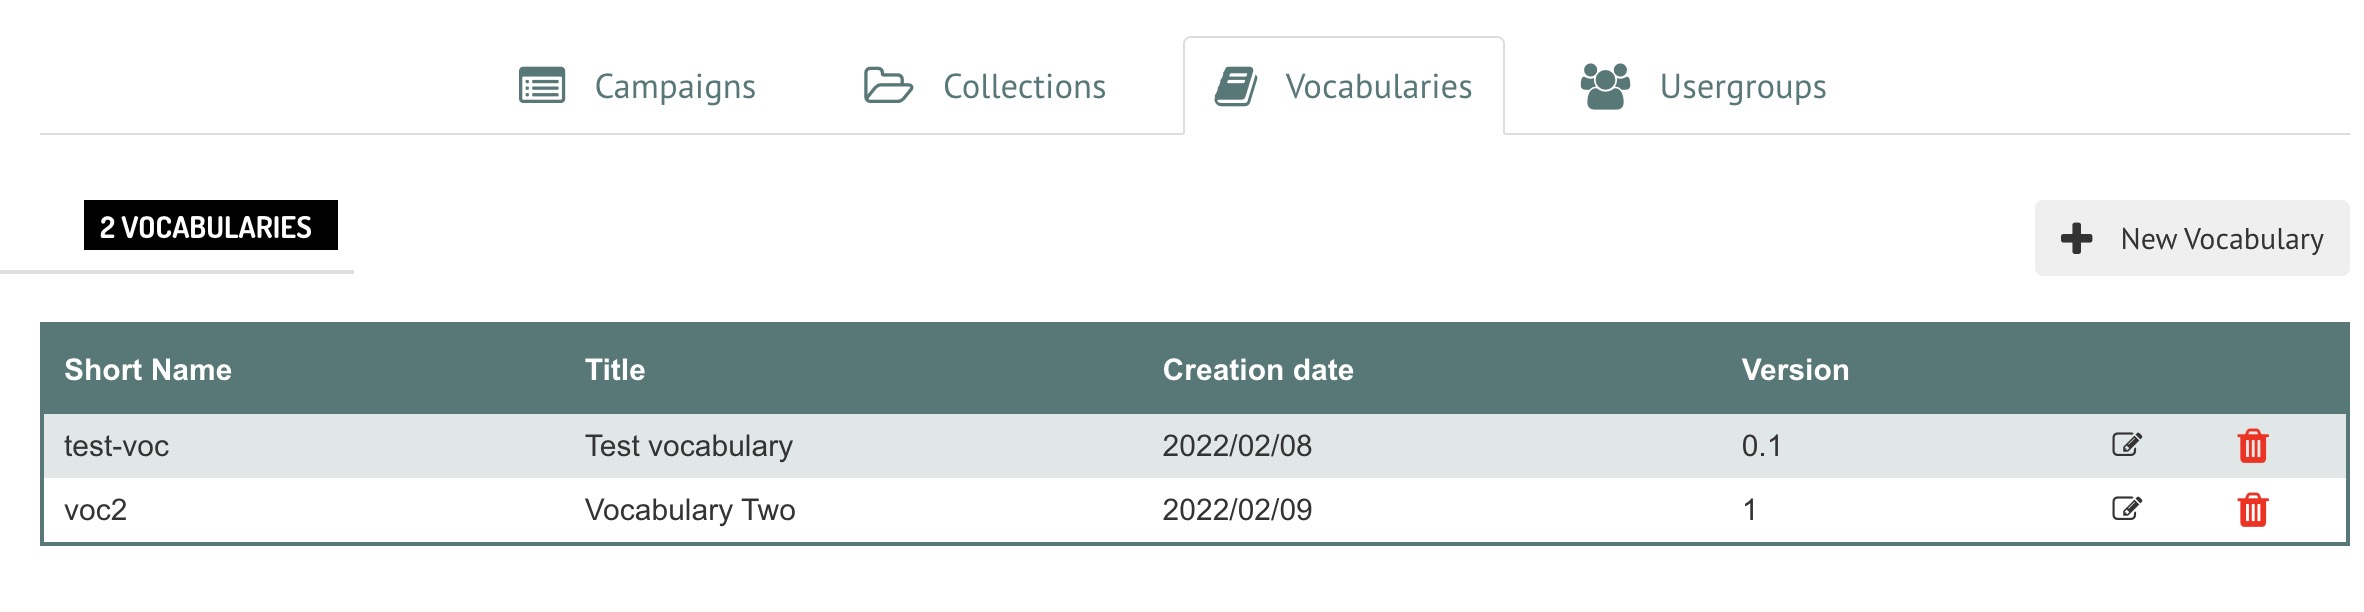 Campaigns Collections Vocabularies Usergroups
2 VOCABULARIES
New Vocabulary
Short Name Title Creation date Version
test-voc Test vocabulary 2022/02/08 0.1
voc2 Vocabulary Two 2022/02/09 1